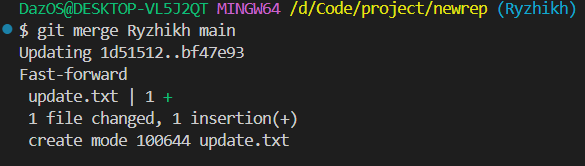 DazOS@DESKTOP-VL5J2QT MINGW64 /d/Code/project/newrep (Ryzhikh)
$ git merge Ryzhikh main
Updating 1d51512..bf47e93
Fast-forward
 update.txt | 1 +
 1 file changed, 1 insertion(+)
 create mode 100644 update.txt